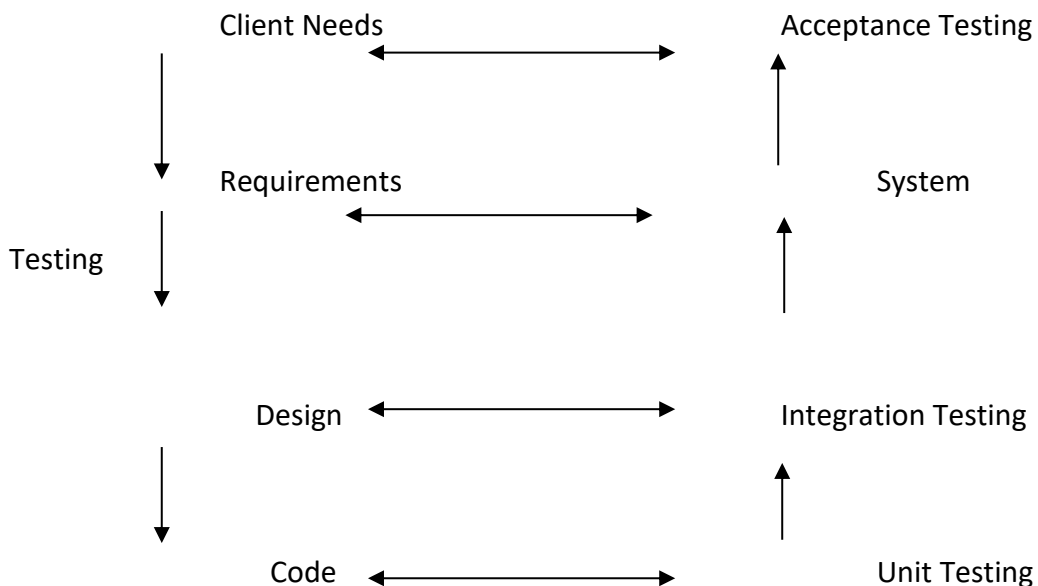 Client Needs Acceptance Testing
Requirements System
Testing
Design Integration Testing
Code Unit Testing